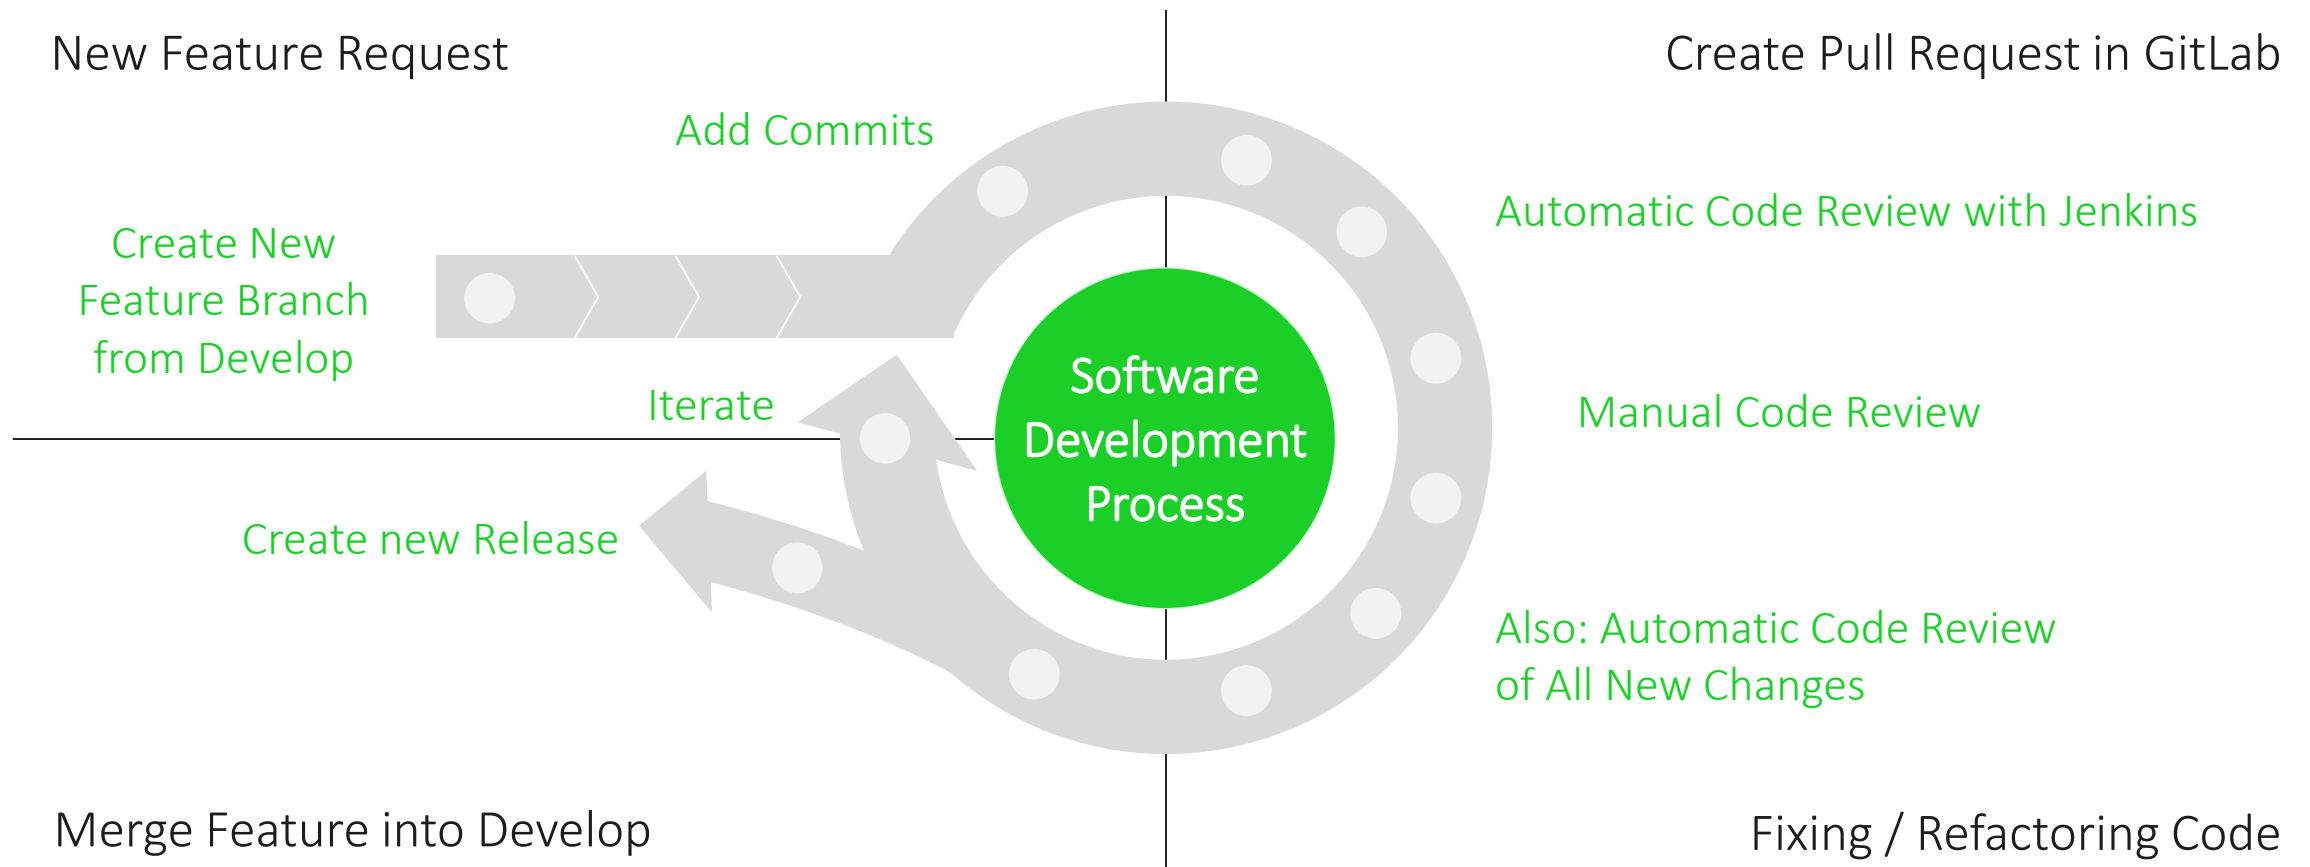 New Feature Request
Create Pull Request in GitLab
Add Commits
Automatic Code Review with Jenkins
Create New
Feature Branch
from Develop
Iterate
Software
Development
Process
Manual Code Review
Create new Release
Also: Automatic Code Review
of All New Changes
Merge Feature into Develop
Fixing / Refactoring Code